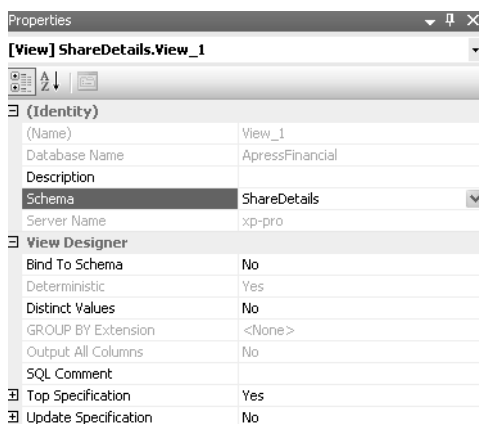 Properties
[View] ShareDetails.View_1
(Identity)
(Name) View_1
Database Name ApressFinancial
Description
Schema ShareDetails
Server Name xp-pro
View Designer
Bind To Schema No
Deterministic Yes
Distinct Values No
GROUP BY Extension <None>
Output All Columns No
SQL Comment
Top Specification Yes
Update Specification No